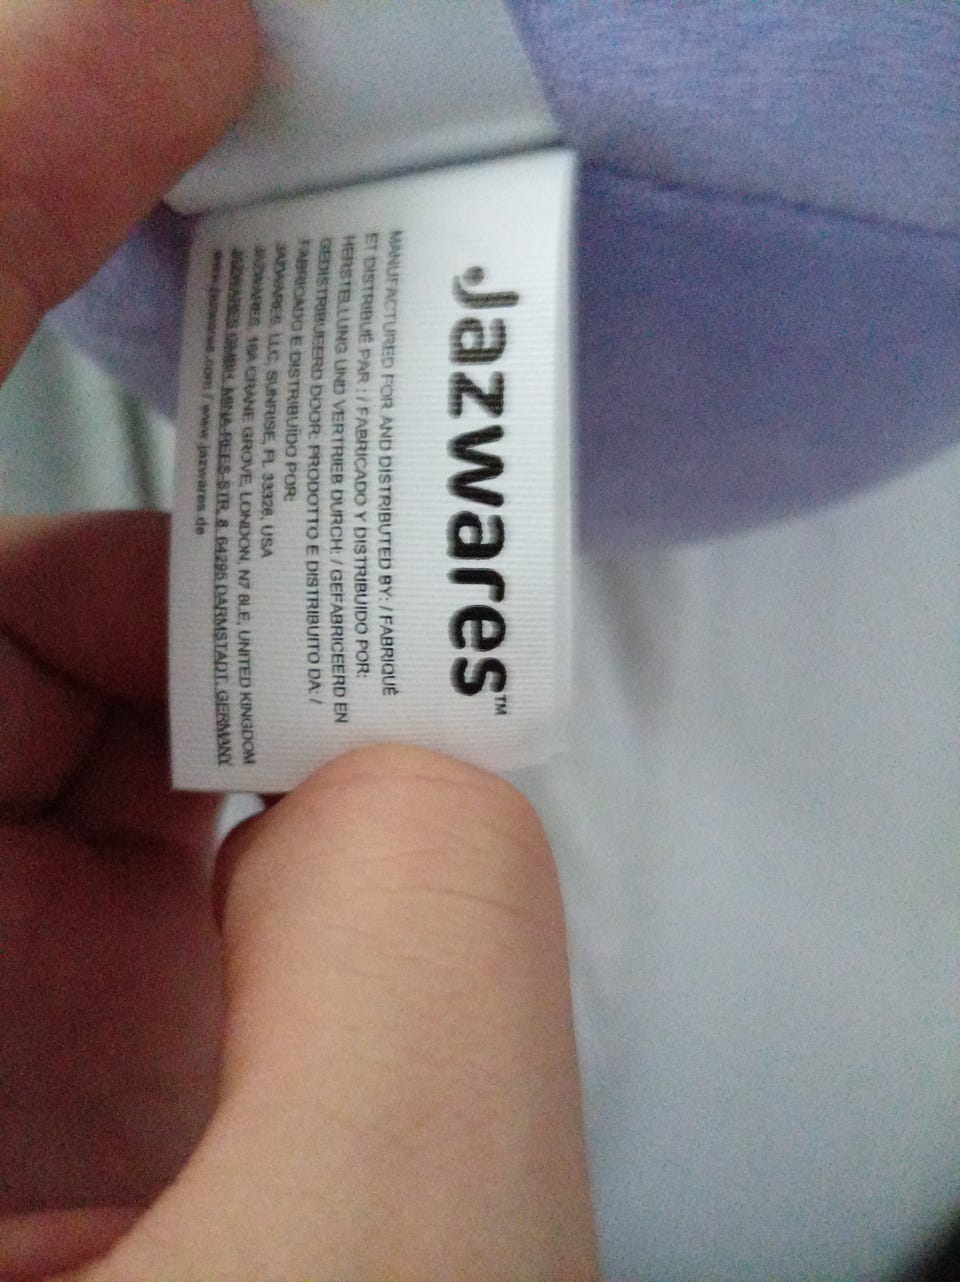 Jazwares™
MANUFACTURED FOR AND DISTRIBUTED BY: / FABRIQUÉ
ET DISTRIBUÉ PAR : / FABRICADO Y DISTRIBUIDO POR:
HERSTELLUNG UND VERTRIEB DURCH: / GEFABRICEERD EN
GEDISTRIBUEERD DOOR: PRODOTTO E DISTRIBUITO DA: /
FABRICADO E DISTRIBUÍDO POR:
JAZWARES, LLC, SUNRISE, FL 33326, USA
JAZWARES, 19A CRANE GROVE, LONDON, N7 8LE, UNITED KINGDOM
JAZWARES GMBH, MINA-REES-STR. 8, 64295 DARMSTADT, GERMANY
www.jazwares.com / www.jazwares.de